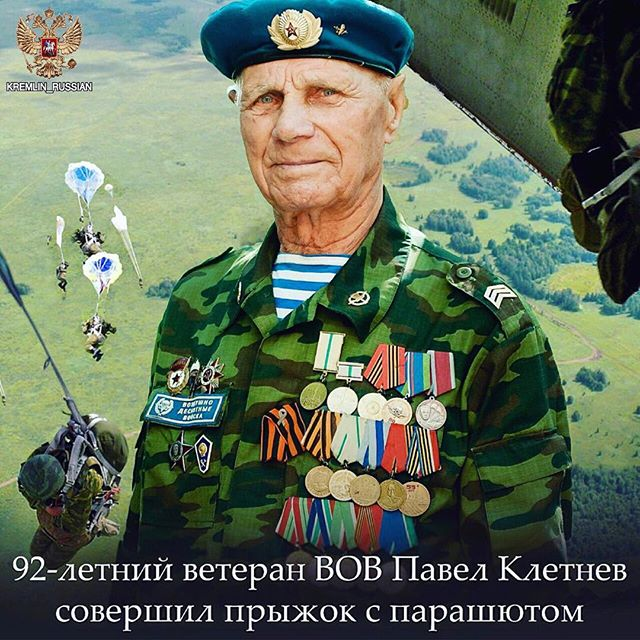 KREMLIN_RUSSIAN
ВОЗДУШНО
ДЕСАНТНЫЕ
ВОЙСКА
92-летний ветеран ВОВ Павел Клетнев
совершил прыжок с парашютом